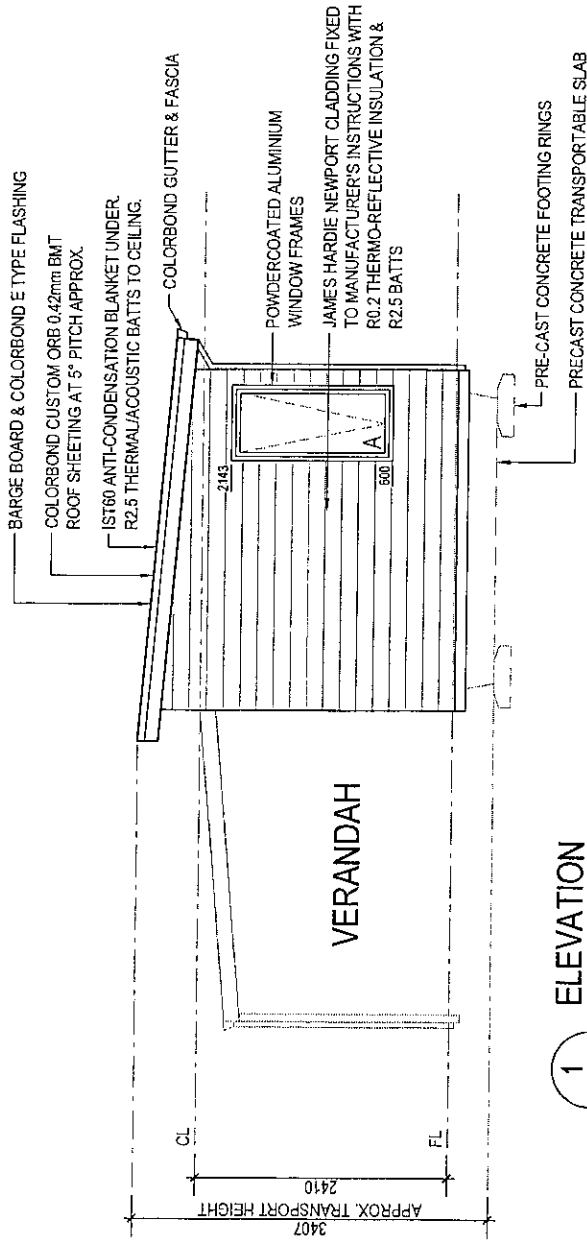 BARGE BOARD & COLORBOND E TYPE FLASHING
COLORBOND CUSTOM ORB 0.42mm BMT
ROOF SHEETING AT 5° PITCH APPROX.
IST60 ANTI-CONDENSATION BLANKET UNDER.
R2.5 THERMAL/ACOUSTIC BATTS TO CEILING.
COLORBOND GUTTER & FASCIA
POWDERCOATED ALUMINIUM
WINDOW FRAMES
JAMES HARDIE NEWPORT CLADDING FIXED
TO MANUFACTURER'S INSTRUCTIONS WITH
R0.2 THERMO-REFLECTIVE INSULATION &
R2.5 BATTS
PRE-CAST CONCRETE FOOTING RINGS
PRECAST CONCRETE TRANSPORTABLE SLAB
2143
600
A
VERANDAH
CL
FL
2410
APPROX. TRANSPORT HEIGHT
3407
1 ELEVATION